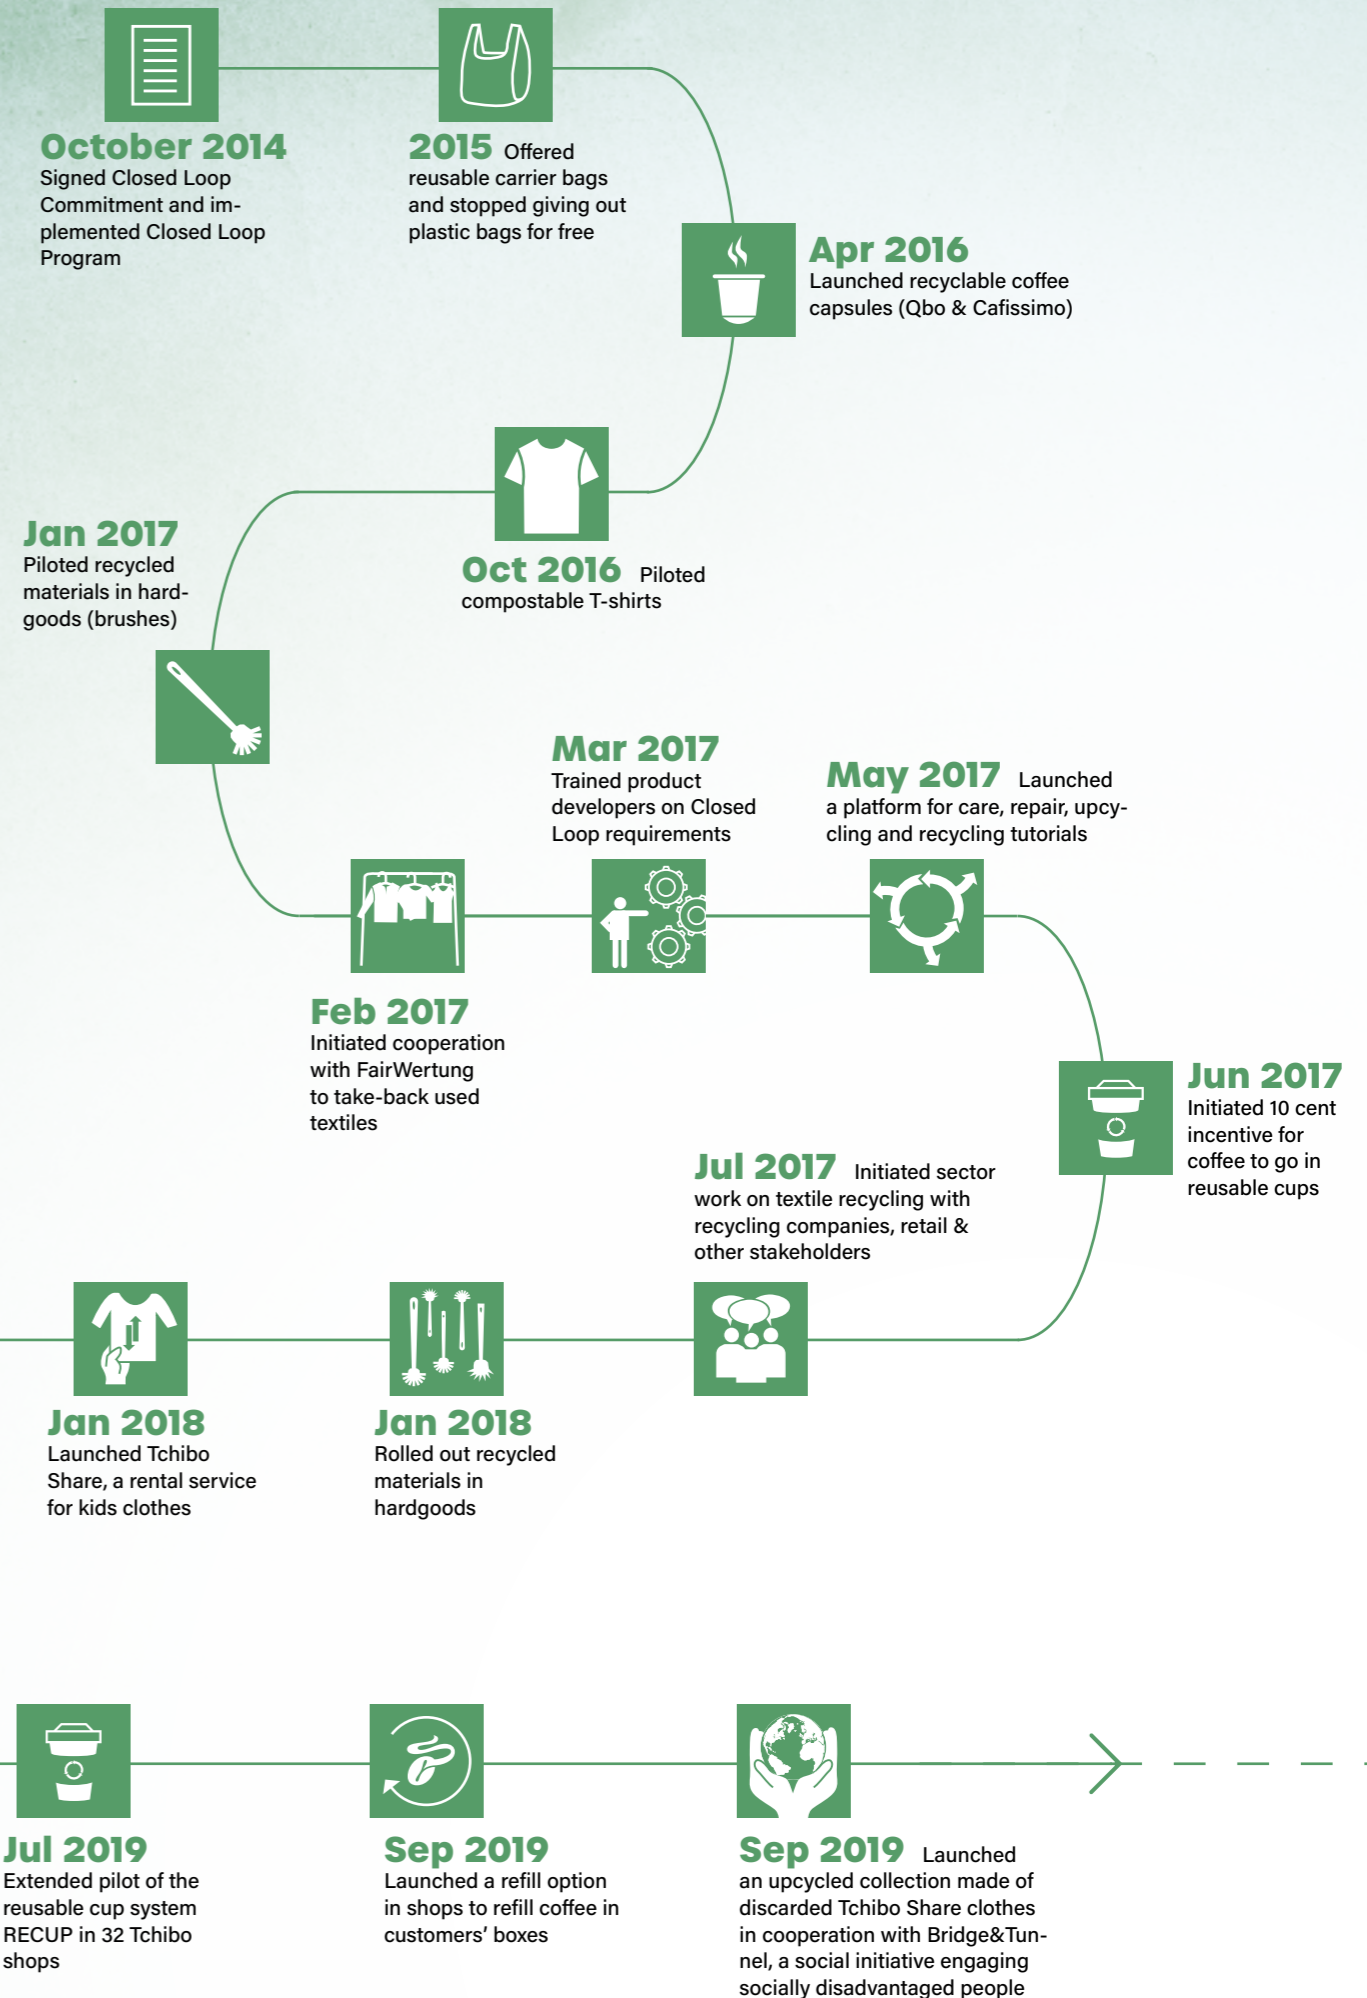 October 2014
Signed Closed Loop
Commitment and im-
plemented Closed Loop
Program
2015 Offered
reusable carrier bags
and stopped giving out
plastic bags for free
Apr 2016
Launched recyclable coffee
capsules (Qbo & Cafissimo)
Oct 2016 Piloted
compostable T-shirts
Jan 2017
Piloted recycled
materials in hard-
goods (brushes)
Feb 2017
Initiated cooperation
with FairWertung
to take-back used
textiles
Mar 2017
Trained product
developers on Closed
Loop requirements
May 2017 Launched
a platform for care, repair, upcy-
cling and recycling tutorials
Jun 2017
Initiated 10 cent
incentive for
coffee to go in
reusable cups
Jul 2017 Initiated sector
work on textile recycling with
recycling companies, retail &
other stakeholders
Jan 2018
Rolled out recycled
materials in
hardgoods
Jan 2018
Launched Tchibo
Share, a rental service
for kids clothes
Jul 2019
Extended pilot of the
reusable cup system
RECUP in 32 Tchibo
shops
Sep 2019
Launched a refill option
in shops to refill coffee in
customers' boxes
Sep 2019 Launched
an upcycled collection made of
discarded Tchibo Share clothes
in cooperation with Bridge&Tun-
nel, a social initiative engaging
socially disadvantaged people